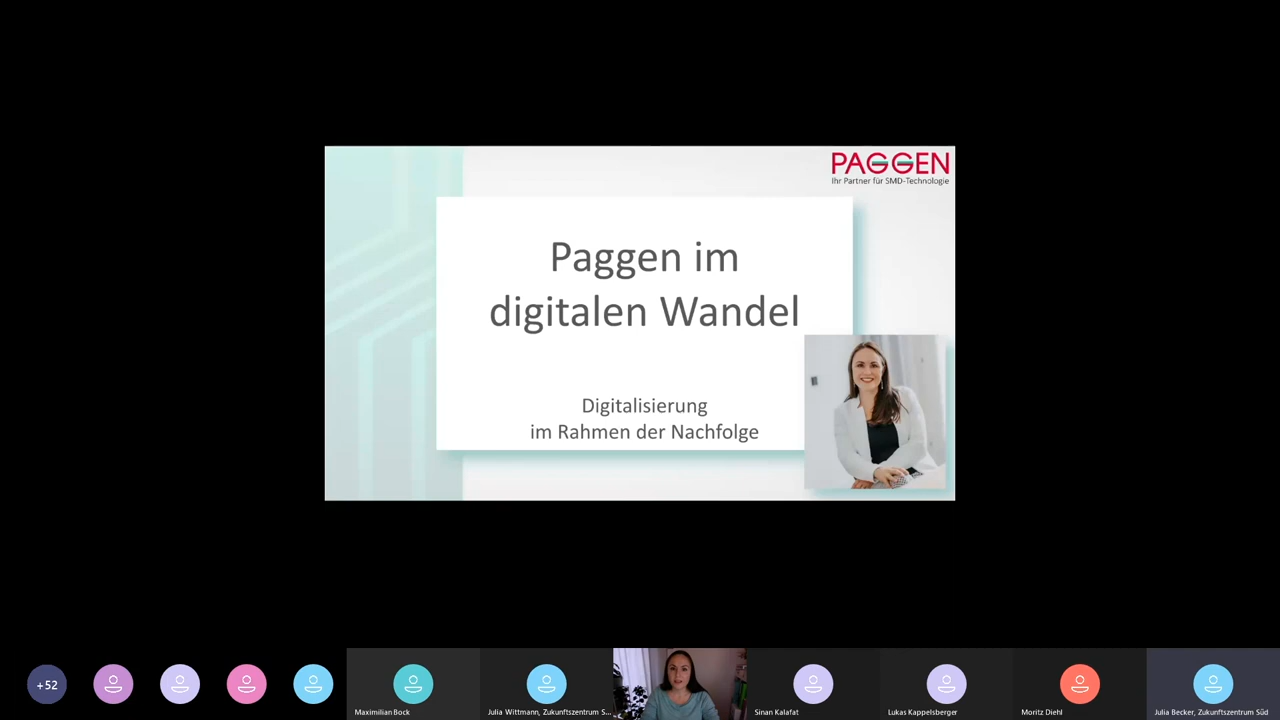 PAGGEN
Ihr Partner für SMD-Technologie
Paggen im
digitalen Wandel
Digitalisierung
im Rahmen der Nachfolge
+52
Maximilian Bock
Julia Wittmann, Zukunftszentrum S...
Sinan Kalafat
Lukas Kappelsberger
Moritz Diehl
Julia Becker, Zukunftszentrum Süd